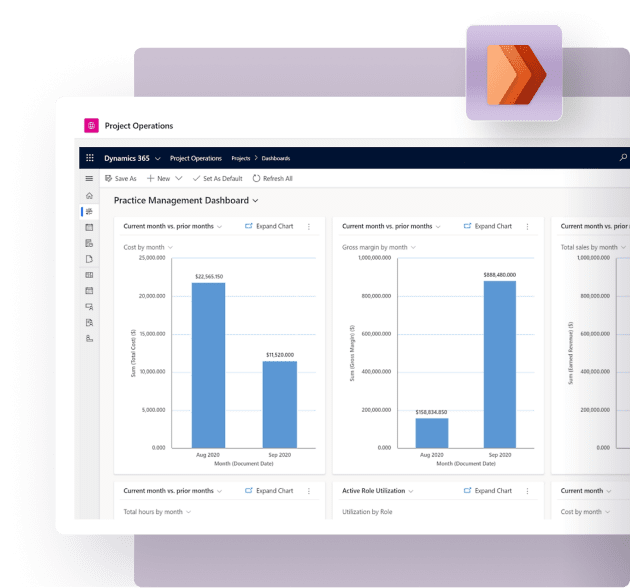 Project Operations
Dynamics 365 Project Operations Projects > Dashboards
Save As New Set As Default Refresh All
Practice Management Dashboard
Current month vs. prior months Expand Chart
Cost by month
25,000.000
20,000.000
15,000.000
10,000.000
5,000.000
0.000
Sum (Total Cost) ($)
$22,565.150
$11,520.000
Aug 2020 Sep 2020
Month (Document Date)
Current month vs. prior months Expand Chart
Gross margin by month
1,000,000.000
800,000.000
600,000.000
400,000.000
200,000.000
0.000
Sum (Gross Margin) ($)
$158,834.850
$888,480.000
Aug 2020 Sep 2020
Month (Document Date)
Current month vs. prior
Total sales by month
1,000,000.000
800,000.000
600,000.000
400,000.000
200,000.000
0.000
Sum (Earned Revenue) ($)
Current month vs. prior months Expand Chart
Total hours by month
Active Role Utilization Expand Chart
Utilization by Role
Current month
Cost by month